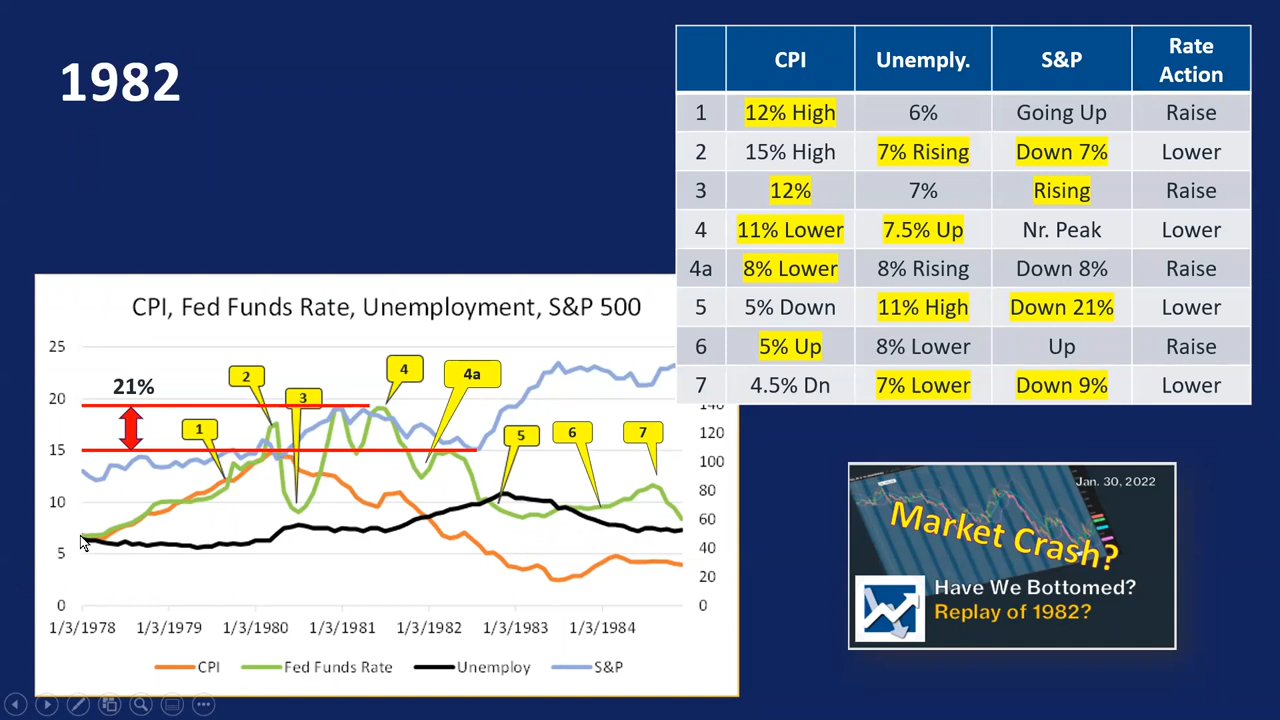 1982
CPI Unemply. S&P Rate Action
1 12% High 6% Going Up Raise
2 15% High 7% Rising Down 7% Lower
3 12% 7% Rising Raise
4 11% Lower 7.5% Up Nr. Peak Lower
4a 8% Lower 8% Rising Down 8% Raise
5 5% Down 11% High Down 21% Lower
6 5% Up 8% Lower Up Raise
7 4.5% Dn 7% Lower Down 9% Lower
CPI, Fed Funds Rate, Unemployment, S&P 500
25
20
15
10
5
0
21%
1
2
3
4
4a
5
6
7
140
120
100
80
60
40
20
0
1/3/1978 1/3/1979 1/3/1980 1/3/1981 1/3/1982 1/3/1983 1/3/1984
CPI Fed Funds Rate Unemploy S&P
Jan. 30, 2022
Market Crash?
Have We Bottomed?
Replay of 1982?